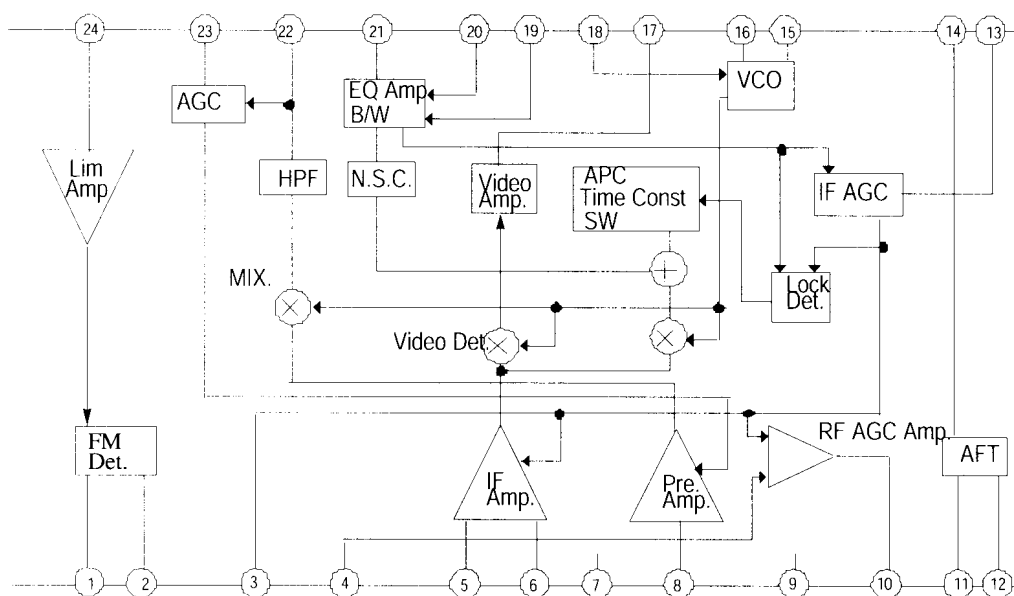 24
23
22
21
20
19
18
17
16
15
14
13
AGC
EQ Amp
B/W
VCO
Lim
Amp
HPF
N.S.C.
Video
Amp.
APC
Time Const
SW
IF AGC
MIX.
Lock
Det.
Video Det.
FM
Det.
IF
Amp.
Pre.
Amp.
RF AGC Amp.
AFT
1
2
3
4
5
6
7
8
9
10
11
12